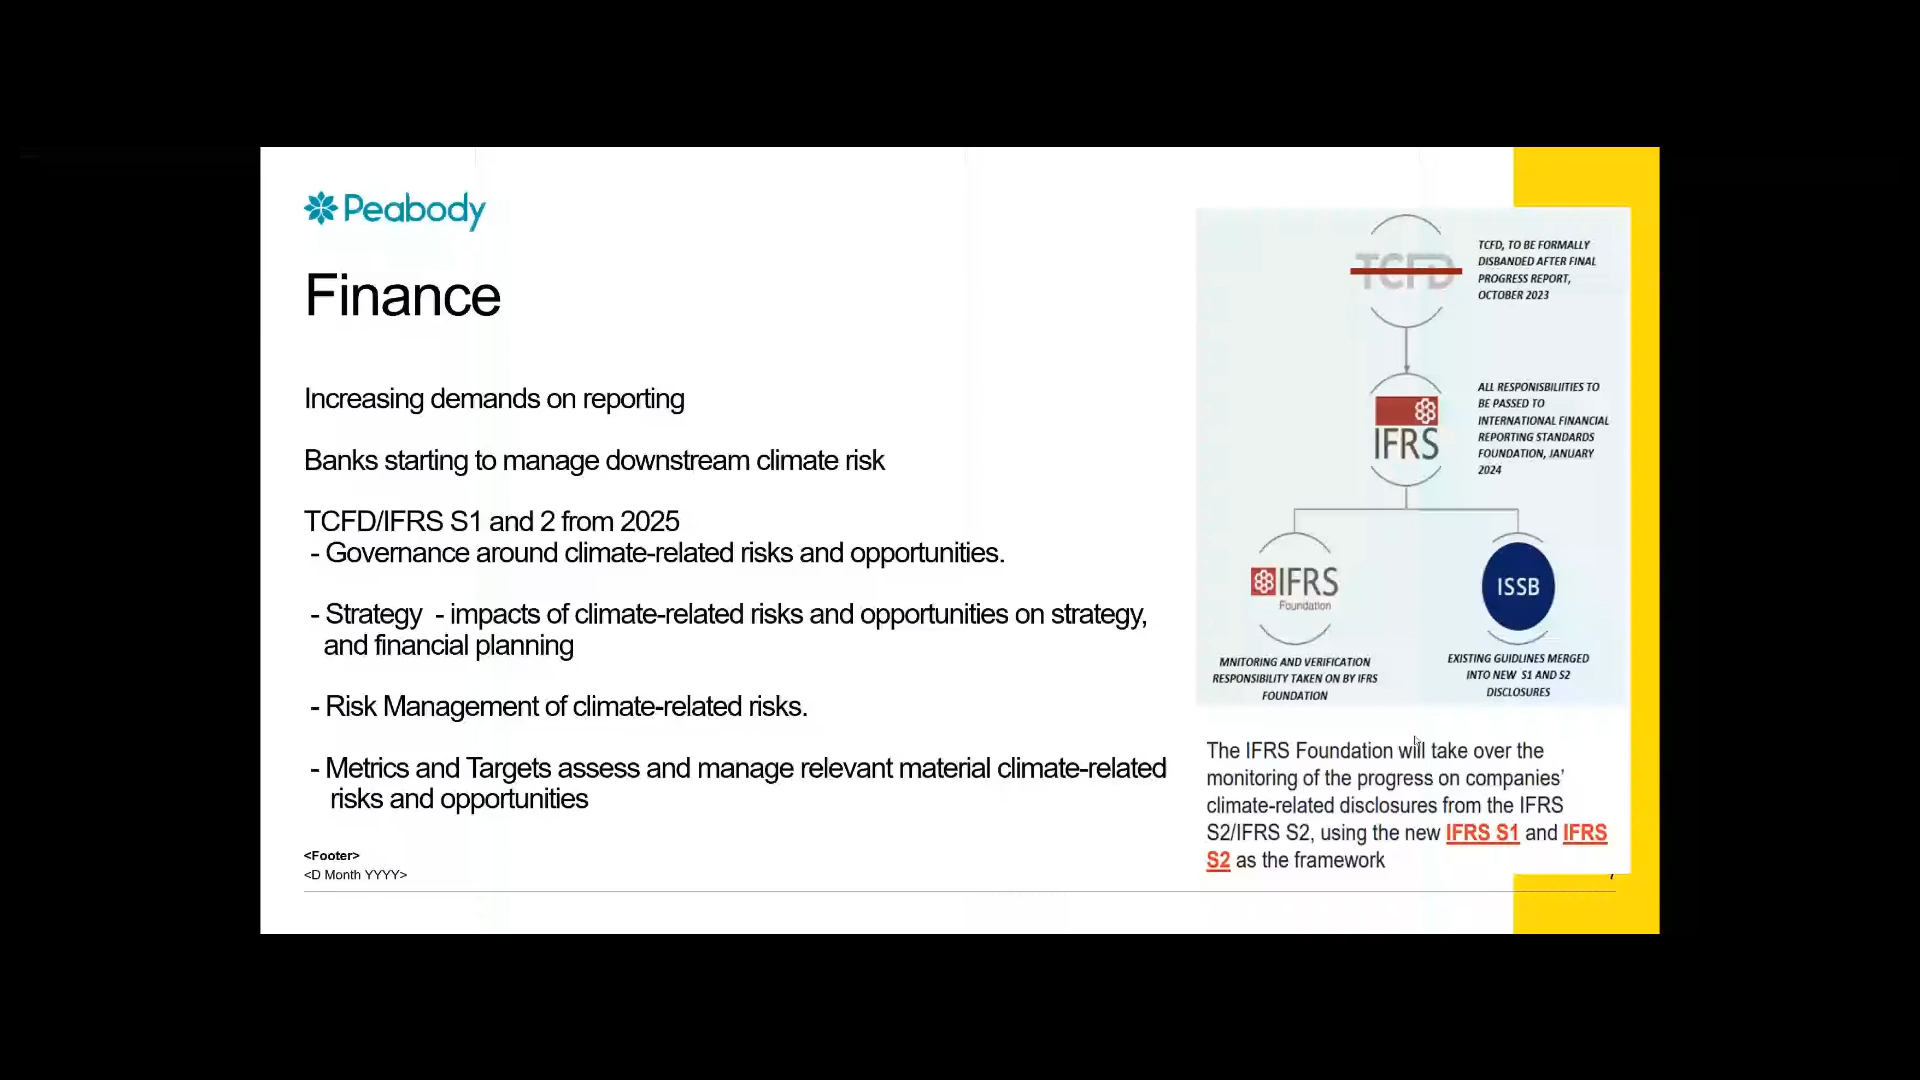 Peabody
Finance
Increasing demands on reporting
Banks starting to manage downstream climate risk
TCFD/IFRS S1 and 2 from 2025
- Governance around climate-related risks and opportunities.
- Strategy - impacts of climate-related risks and opportunities on strategy,
and financial planning
- Risk Management of climate-related risks.
- Metrics and Targets assess and manage relevant material climate-related
risks and opportunities
<Footer>
<D Month YYYY>
TCFD
TCFD, TO BE FORMALLY
DISBANDED AFTER FINAL
PROGRESS REPORT,
OCTOBER 2023
IFRS
ALL RESPONISBILIITIES TO
BE PASSED TO
INTERNATIONAL FINANCIAL
REPORTING STANDARDS
FOUNDATION, JANUARY
2024
IFRS
Foundation
MNITORING AND VERIFICATION
RESPONSIBILITY TAKEN ON BY IFRS
FOUNDATION
ISSB
EXISTING GUIDLINES MERGED
INTO NEW S1 AND S2
DISCLOSURES
The IFRS Foundation will take over the
monitoring of the progress on companies’
climate-related disclosures from the IFRS
S2/IFRS S2, using the new IFRS S1 and IFRS
S2 as the framework